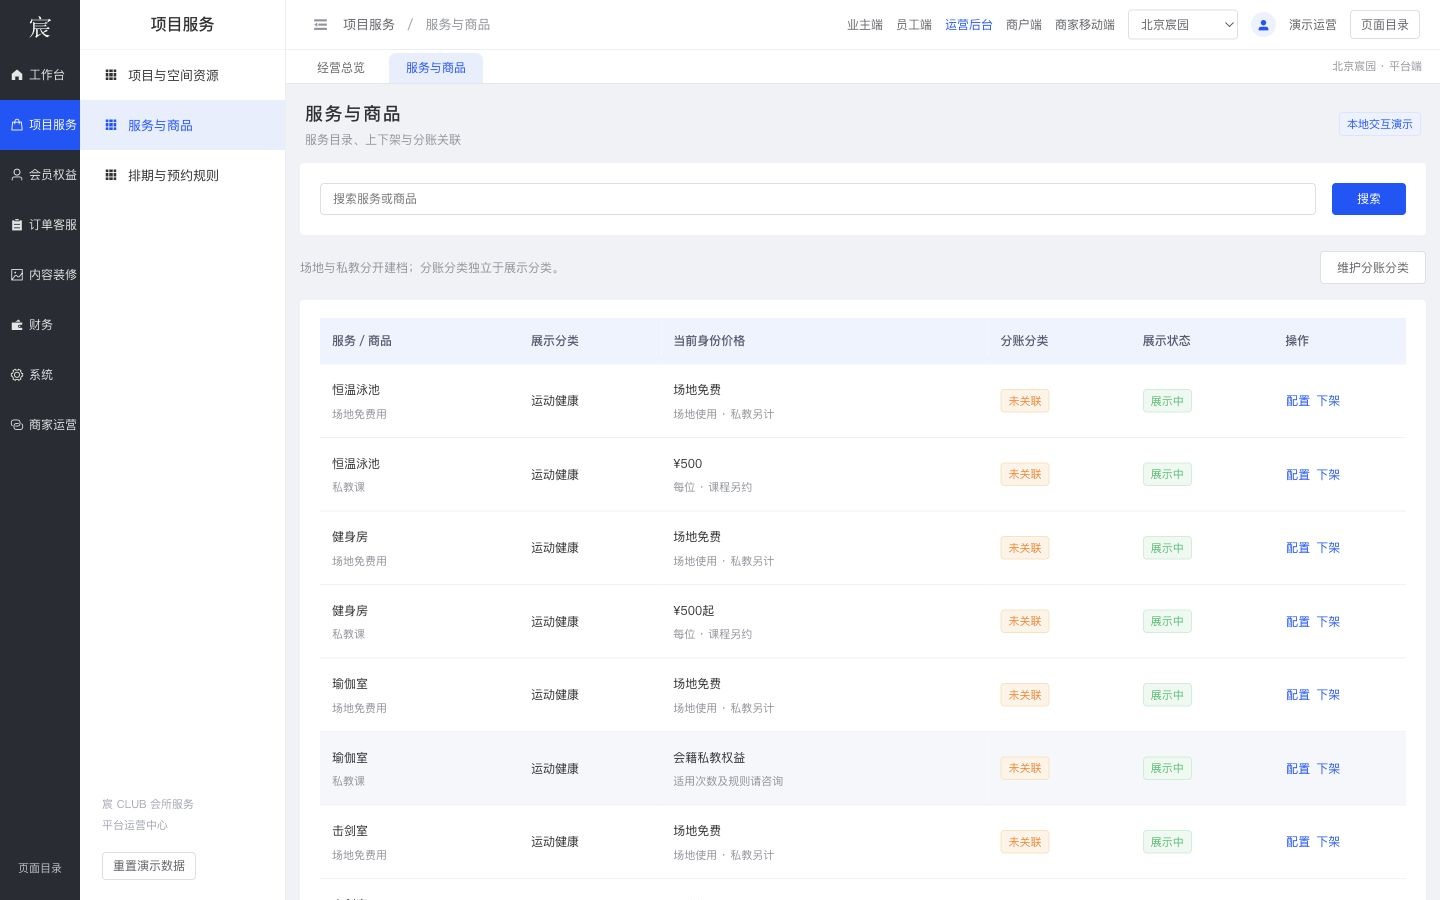 宸
工作台
项目服务
会员权益
订单客服
内容装修
财务
系统
商家运营
页面目录
项目服务
项目与空间资源
服务与商品
排期与预约规则
宸 CLUB 会所服务
平台运营中心
重置演示数据
项目服务 / 服务与商品
业主端 员工端 运营后台 商户端 商家移动端 北京宸园 演示运营 页面目录
经营总览 服务与商品
北京宸园 · 平台端
服务与商品
服务目录、上下架与分账关联
本地交互演示
搜索服务或商品
搜索
场地与私教分开建档；分账分类独立于展示分类。
维护分账分类
服务 / 商品 展示分类 当前身份价格 分账分类 展示状态 操作
恒温泳池 场地免费
运动健康 未关联 展示中 配置 下架
场地免费用 场地使用 · 私教另计
恒温泳池 ¥500
运动健康 未关联 展示中 配置 下架
私教课 每位 · 课程另约
健身房 场地免费
运动健康 未关联 展示中 配置 下架
场地免费用 场地使用 · 私教另计
健身房 ¥500起
运动健康 未关联 展示中 配置 下架
私教课 每位 · 课程另约
瑜伽室 场地免费
运动健康 未关联 展示中 配置 下架
场地免费用 场地使用 · 私教另计
瑜伽室 会籍私教权益
运动健康 未关联 展示中 配置 下架
私教课 适用次数及规则请咨询
击剑室 场地免费
运动健康 未关联 展示中 配置 下架
场地免费用 场地使用 · 私教另计